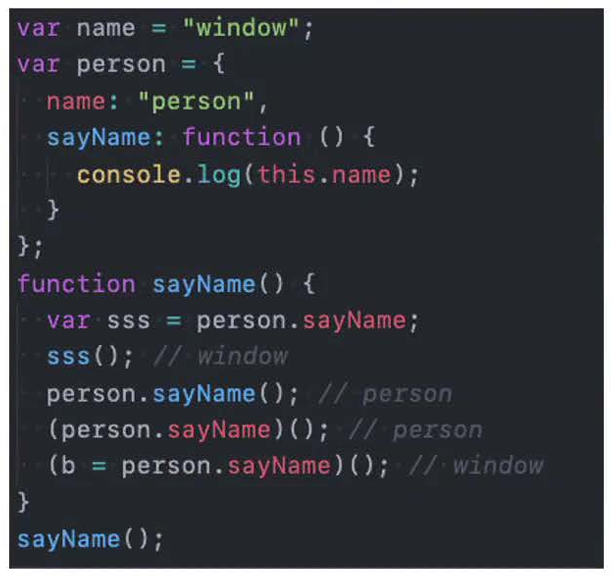 var name = "window";
var person = {
  name: "person",
  sayName: function () {
    console.log(this.name);
  }
};
function sayName() {
  var sss = person.sayName;
  sss(); // window
  person.sayName(); // person
  (person.sayName)(); // person
  (b = person.sayName)(); // window
}
sayName();